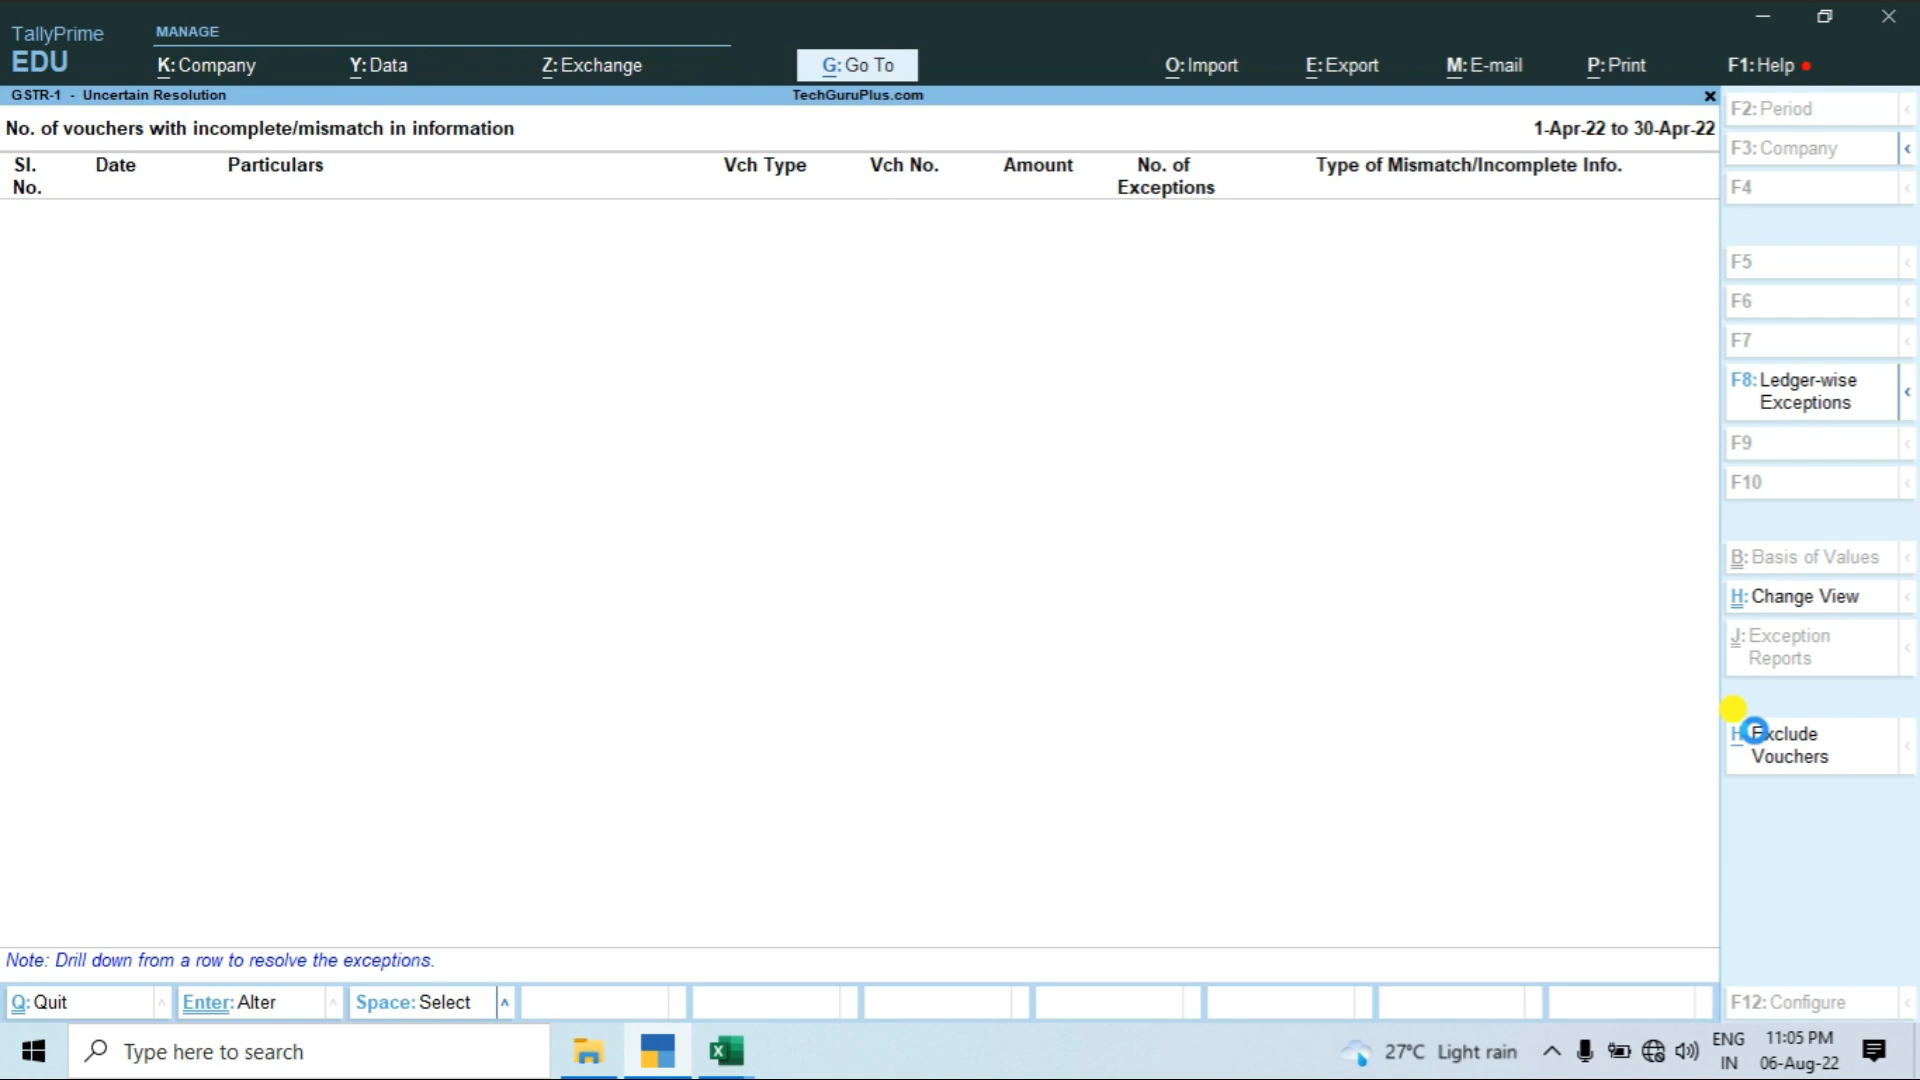 TallyPrime
EDU
MANAGE
K: Company
Y: Data
Z: Exchange
G: Go To
O: Import
E: Export
M: E-mail
P: Print
F1: Help
GSTR-1 - Uncertain Resolution
TechGuruPlus.com
No. of vouchers with incomplete/mismatch in information
1-Apr-22 to 30-Apr-22
Sl.
No.
Date
Particulars
Vch Type
Vch No.
Amount
No. of
Exceptions
Type of Mismatch/Incomplete Info.
F2: Period
F3: Company
F4
F5
F6
F7
F8: Ledger-wise
Exceptions
F9
F10
B: Basis of Values
H: Change View
J: Exception
Reports
H: Exclude
Vouchers
Note: Drill down from a row to resolve the exceptions.
Q: Quit
Enter: Alter
Space: Select
F12: Configure
Type here to search
27°C Light rain
ENG
IN
11:05 PM
06-Aug-22